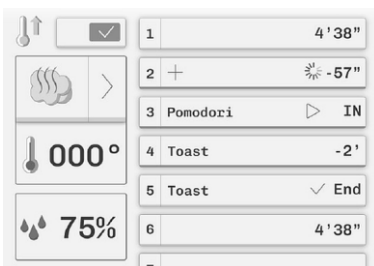 1 4'38"
2 + -57"
3 Pomodori IN
000°
4 Toast -2'
5 Toast End
75%
6 4'38"